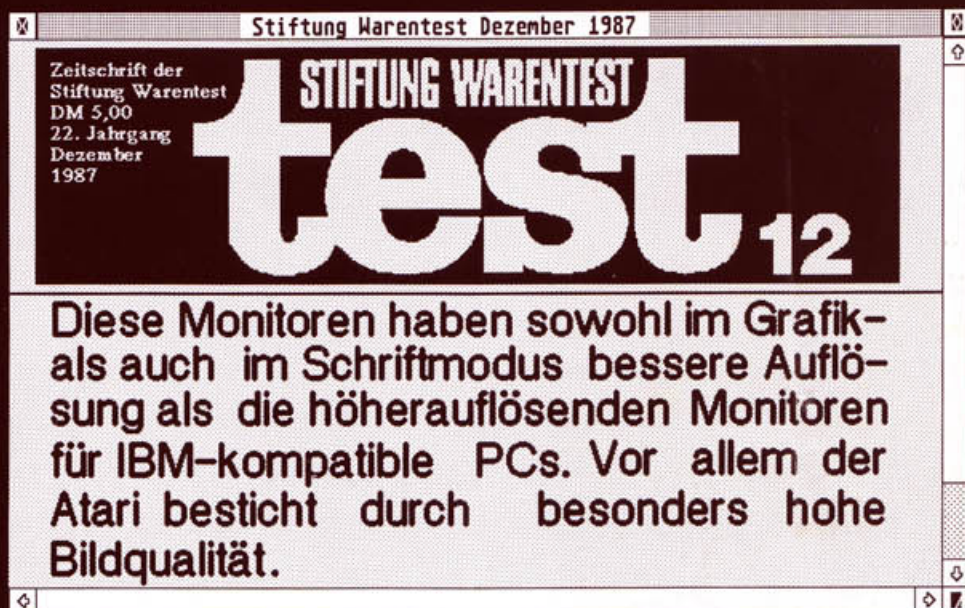 Stiftung Warentest Dezember 1987
Zeitschrift der
Stiftung Warentest
DM 5,00
22. Jahrgang
Dezember
1987
STIFTUNG WARENTEST
test 12
Diese Monitoren haben sowohl im Grafik-
als auch im Schriftmodus bessere Auflö-
sung als die höherauflösenden Monitoren
für IBM-kompatible PCs. Vor allem der
Atari besticht durch besonders hohe
Bildqualität.